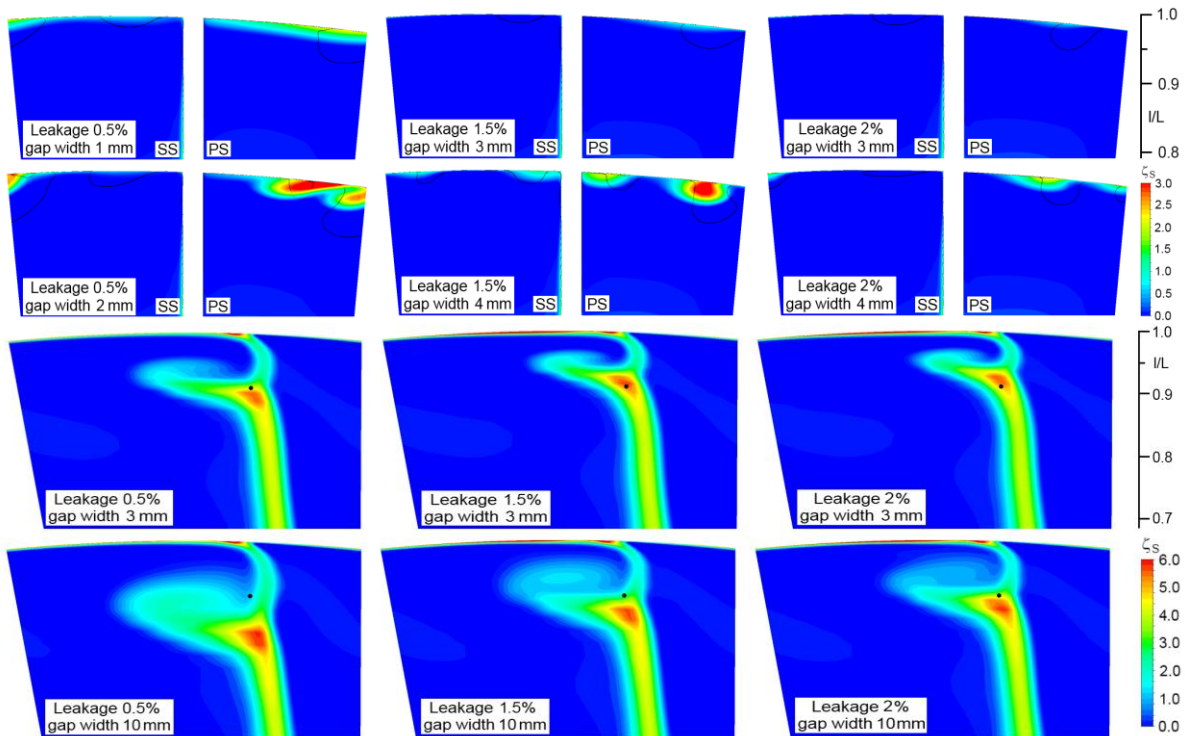 1.0
Leakage 0.5%
gap width 1 mm
SS
PS
Leakage 1.5%
gap width 3 mm
SS
PS
Leakage 2%
gap width 3 mm
SS
PS
0.9
l/L
0.8
Leakage 0.5%
gap width 2 mm
SS
PS
Leakage 1.5%
gap width 4 mm
SS
PS
Leakage 2%
gap width 4 mm
SS
PS
ζS
3.0
2.5
2.0
1.5
1.0
0.5
0.0
Leakage 0.5%
gap width 3 mm
Leakage 1.5%
gap width 3 mm
Leakage 2%
gap width 3 mm
1.0
l/L
0.9
0.8
0.7
Leakage 0.5%
gap width 10 mm
Leakage 1.5%
gap width 10 mm
Leakage 2%
gap width 10 mm
ζS
6.0
5.0
4.0
3.0
2.0
1.0
0.0